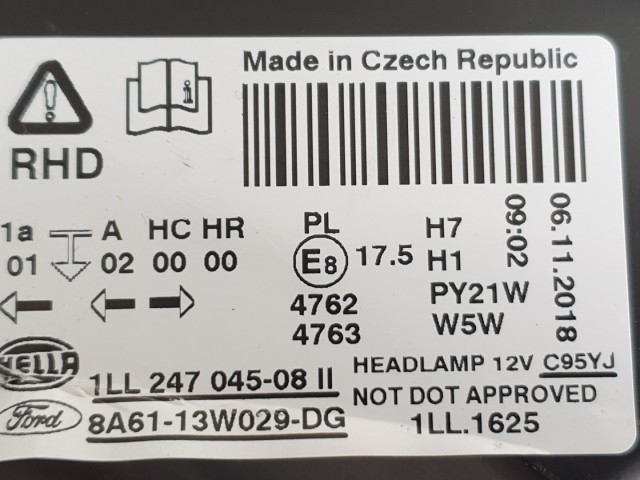 Made in Czech Republic
i
RHD
1a A HC HR
01 02 00 00
PL
E8 17.5
4762
4763
H7
H1
PY21W
W5W
09:02
06.11.2018
HELLA
1LL 247 045-08 II
HEADLAMP 12V C95YJ
NOT DOT APPROVED
Ford
8A61-13W029-DG
1LL.1625